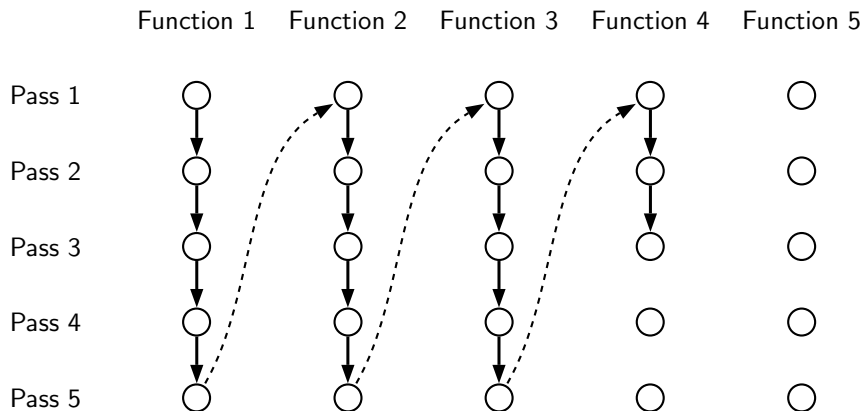 Function 1 Function 2 Function 3 Function 4 Function 5
Pass 1
Pass 2
Pass 3
Pass 4
Pass 5